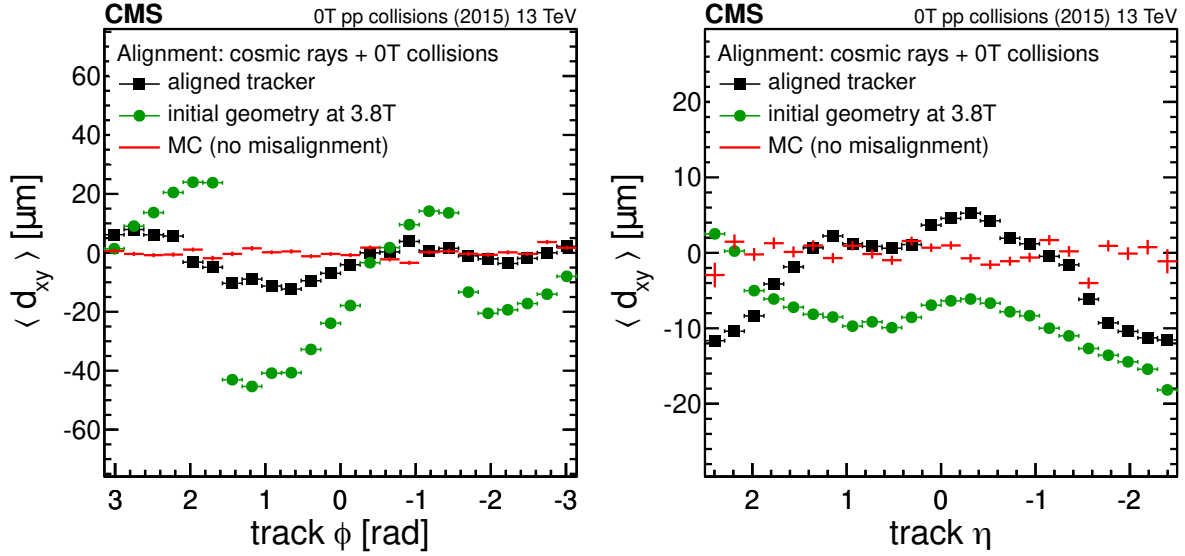 CMS 0T pp collisions (2015) 13 TeV
Alignment: cosmic rays + 0T collisions
aligned tracker
initial geometry at 3.8T
MC (no misalignment)
60
40
20
0
-20
-40
-60
⟨ d_xy ⟩ [μm]
3 2 1 0 -1 -2 -3
track ϕ [rad]
CMS 0T pp collisions (2015) 13 TeV
Alignment: cosmic rays + 0T collisions
aligned tracker
initial geometry at 3.8T
MC (no misalignment)
20
10
0
-10
-20
⟨ d_xy ⟩ [μm]
2 1 0 -1 -2
track η